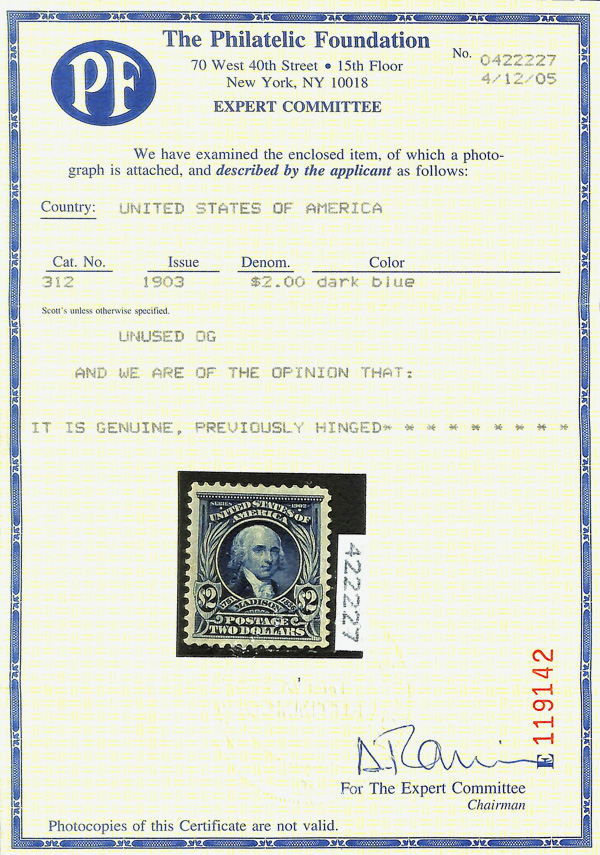 PF
The Philatelic Foundation
70 West 40th Street • 15th Floor
New York, NY 10018
EXPERT COMMITTEE
No. 0422227
4/12/05
We have examined the enclosed item, of which a photo-
graph is attached, and described by the applicant as follows:
Country: UNITED STATES OF AMERICA
Cat. No. Issue Denom. Color
312 1903 $2.00 dark blue
Scott's unless otherwise specified.
UNUSED OG
AND WE ARE OF THE OPINION THAT:
IT IS GENUINE, PREVIOUSLY HINGED* * * * * * * * *
SERIES 1902
UNITED STATES OF
AMERICA
$2 MADISON $2
POSTAGE
TWO DOLLARS
422227
E 119142
For The Expert Committee
Chairman
Photocopies of this Certificate are not valid.